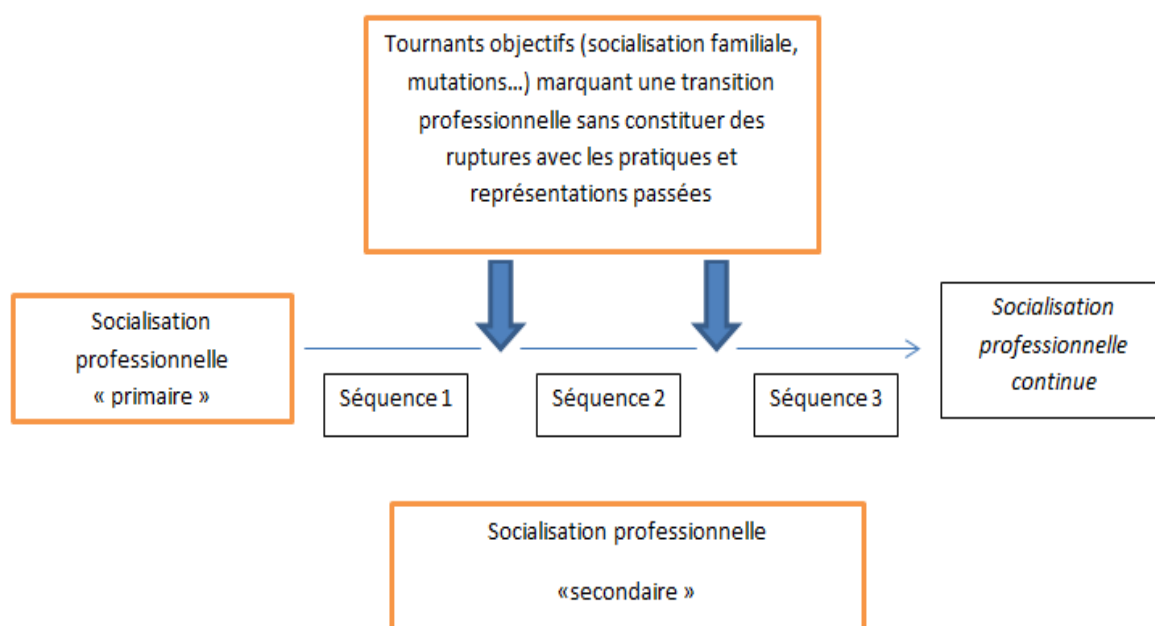 Tournants objectifs (socialisation familiale,
mutations…) marquant une transition
professionnelle sans constituer des
ruptures avec les pratiques et
représentations passées
Socialisation
professionnelle
« primaire »
Séquence 1
Séquence 2
Séquence 3
Socialisation
professionnelle
continue
Socialisation professionnelle
«secondaire »